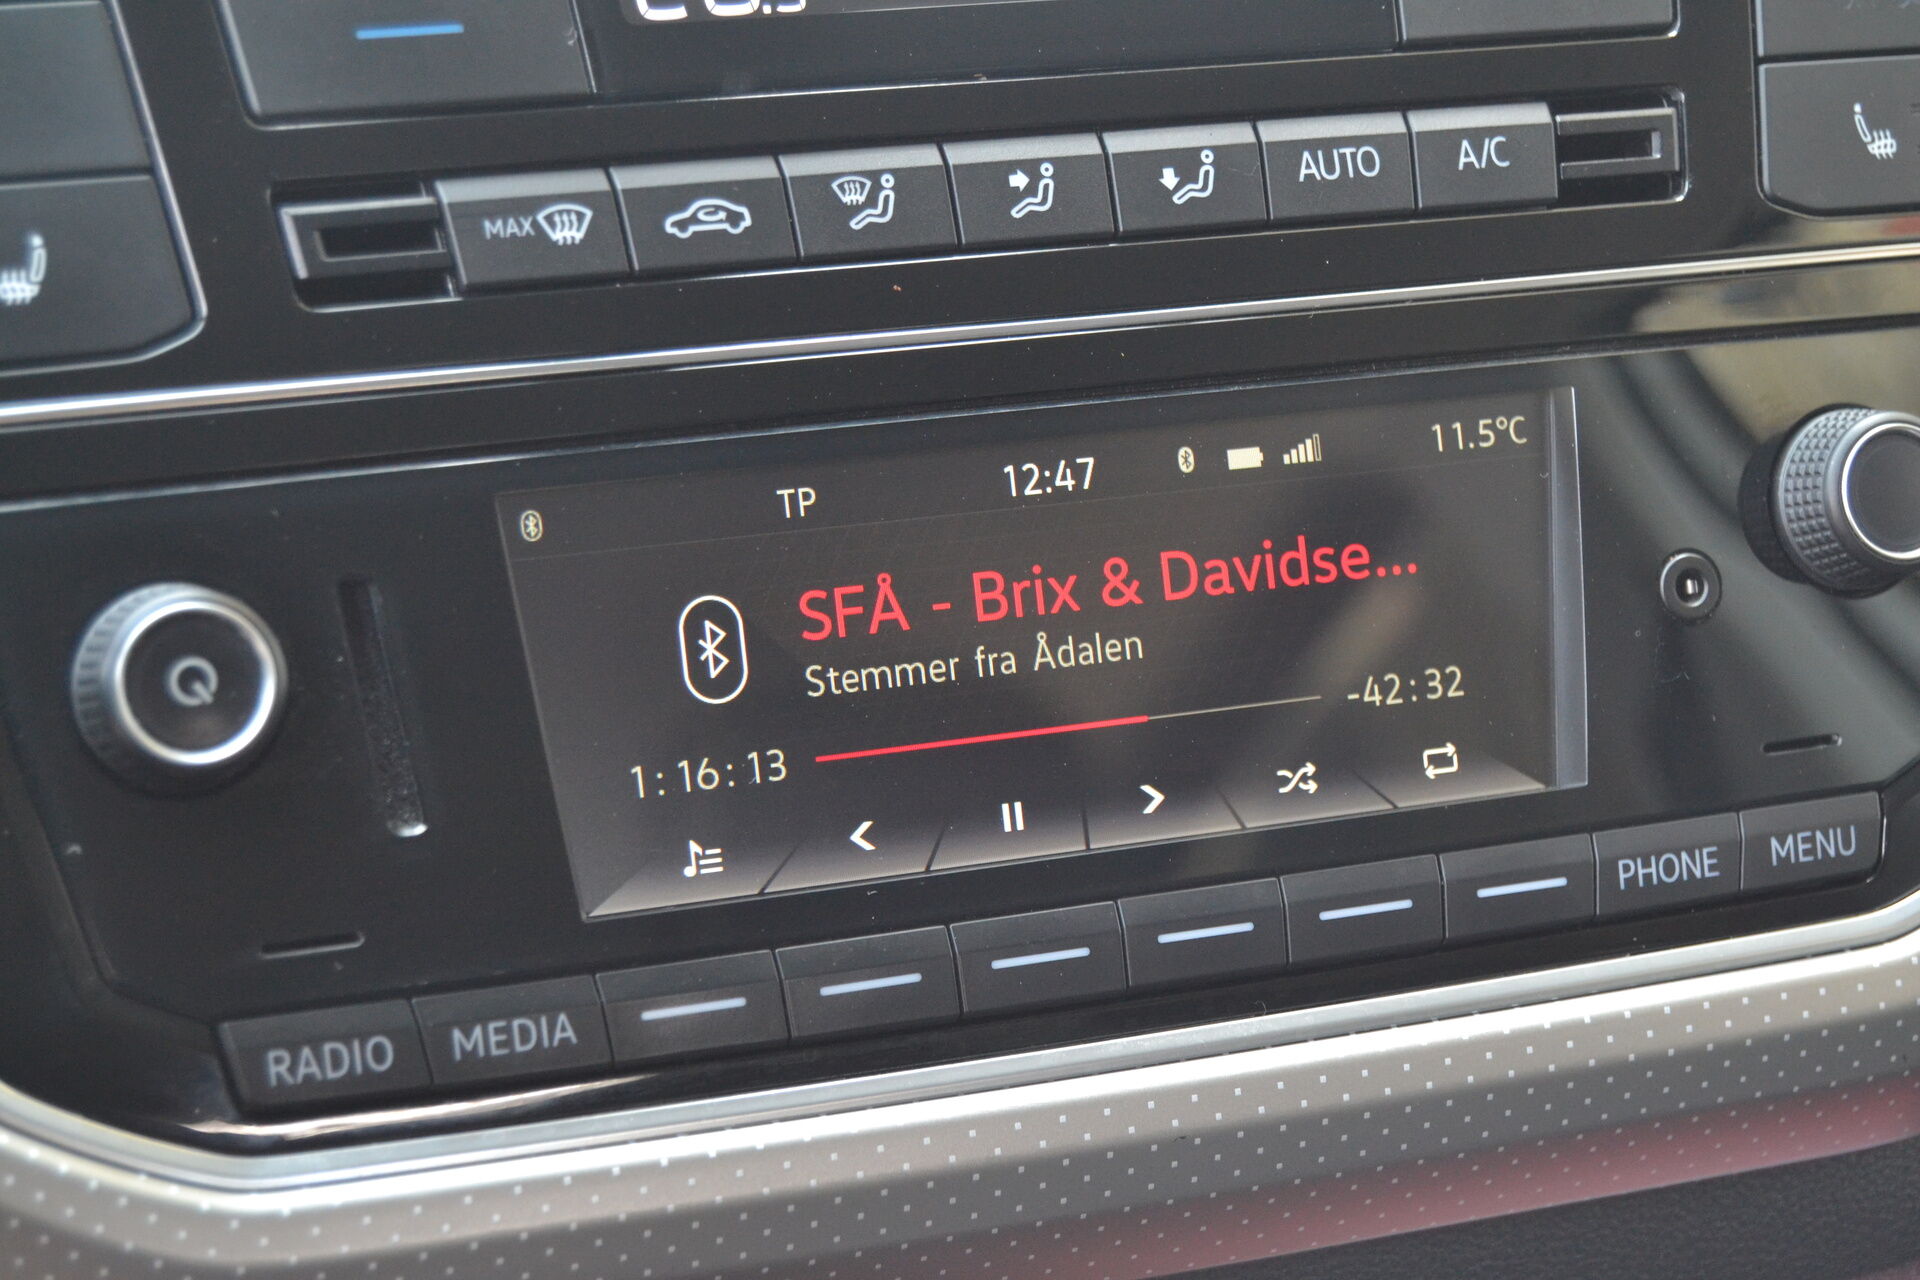 MAX
AUTO
A/C
TP
12:47
11.5°C
SFÅ - Brix & Davidse...
Stemmer fra Ådalen
1:16:13
-42:32
RADIO
MEDIA
PHONE
MENU